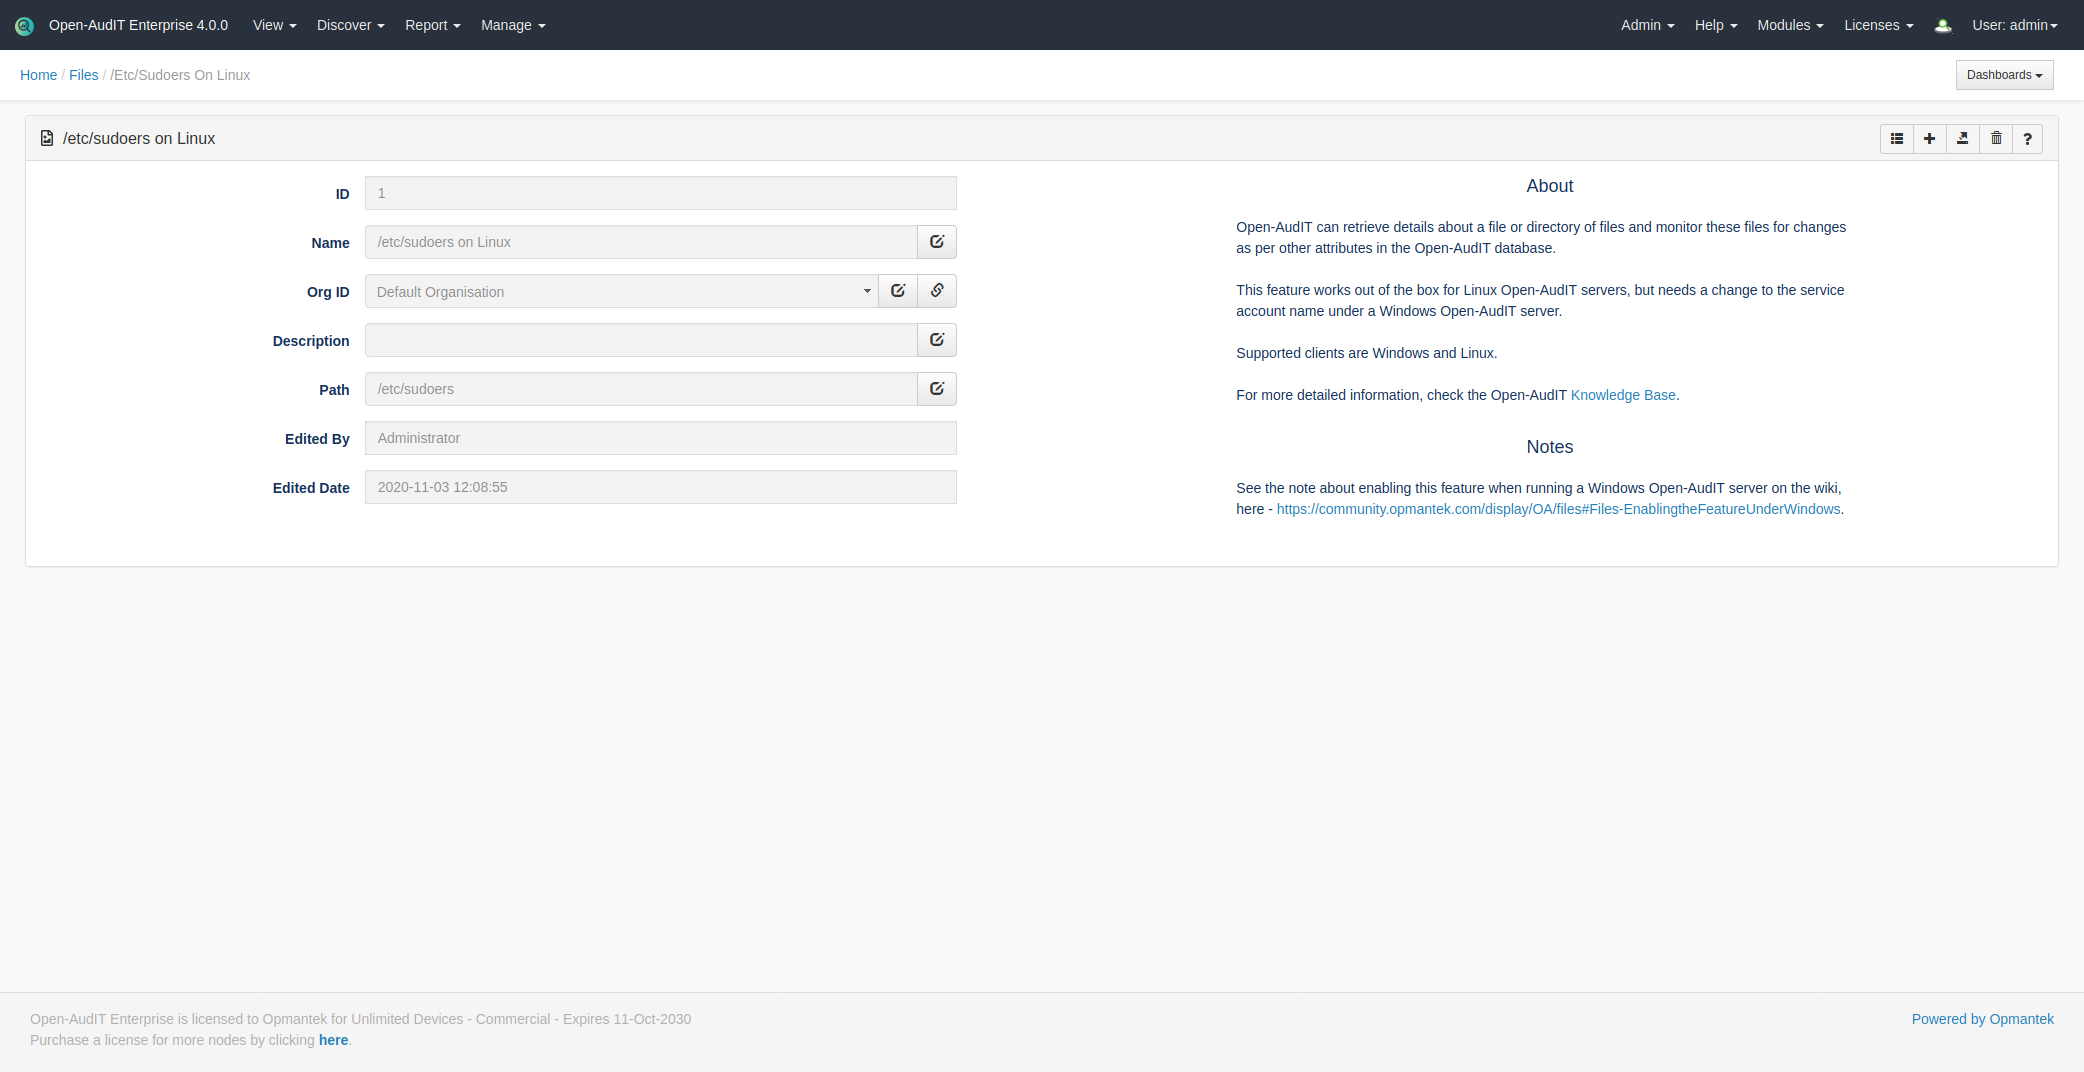 Open-AudIT Enterprise 4.0.0 View Discover Report Manage Admin Help Modules Licenses User: admin
Home / Files / /Etc/Sudoers On Linux Dashboards
/etc/sudoers on Linux ?
ID 1
Name /etc/sudoers on Linux
Org ID Default Organisation
Description
Path /etc/sudoers
Edited By Administrator
Edited Date 2020-11-03 12:08:55
About
Open-AudIT can retrieve details about a file or directory of files and monitor these files for changes
as per other attributes in the Open-AudIT database.
This feature works out of the box for Linux Open-AudIT servers, but needs a change to the service
account name under a Windows Open-AudIT server.
Supported clients are Windows and Linux.
For more detailed information, check the Open-AudIT Knowledge Base.
Notes
See the note about enabling this feature when running a Windows Open-AudIT server on the wiki,
here - https://community.opmantek.com/display/OA/files#Files-EnablingtheFeatureUnderWindows.
Open-AudIT Enterprise is licensed to Opmantek for Unlimited Devices - Commercial - Expires 11-Oct-2030
Purchase a license for more nodes by clicking here.
Powered by Opmantek